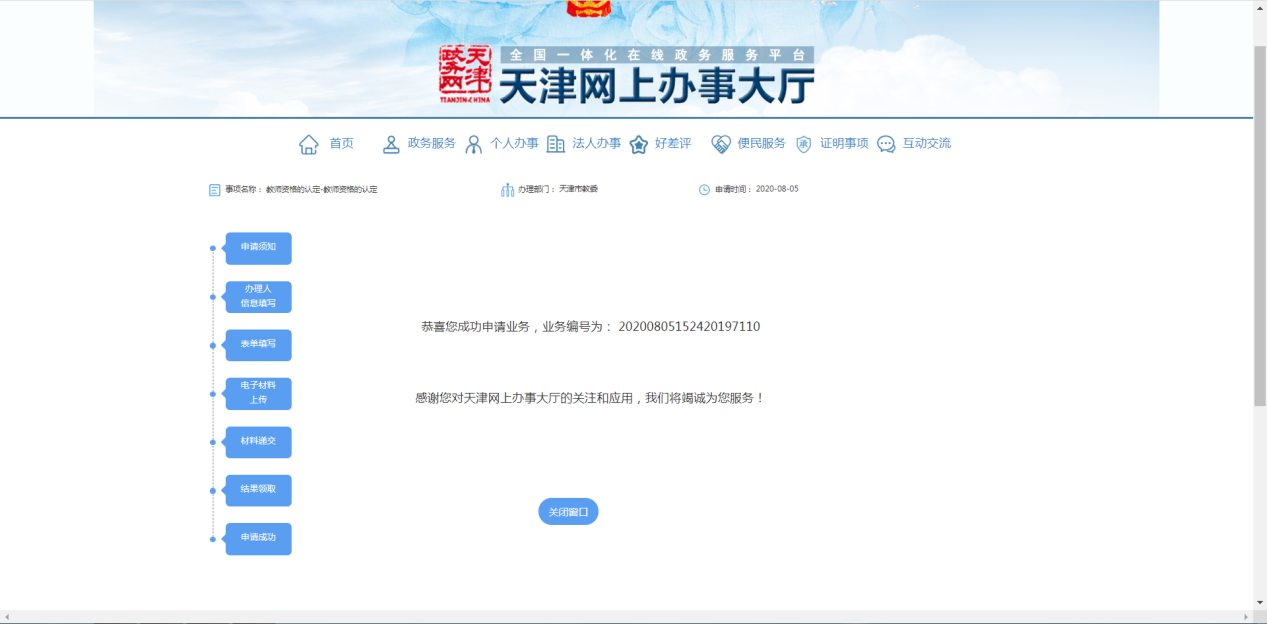 政务网 天津
TIANJIN-CHINA
全国一体化在线政务服务平台
天津网上办事大厅
首页 政务服务 个人办事 法人办事 好差评 便民服务 证明事项 互动交流
事项名称： 教师资格的认定-教师资格的认定 办理部门： 天津市教委 申请时间： 2020-08-05
申请须知
办理人
信息填写
表单填写
电子材料
上传
材料递交
结果领取
申请成功
恭喜您成功申请业务，业务编号为： 20200805152420197110
感谢您对天津网上办事大厅的关注和应用，我们将竭诚为您服务！
关闭窗口